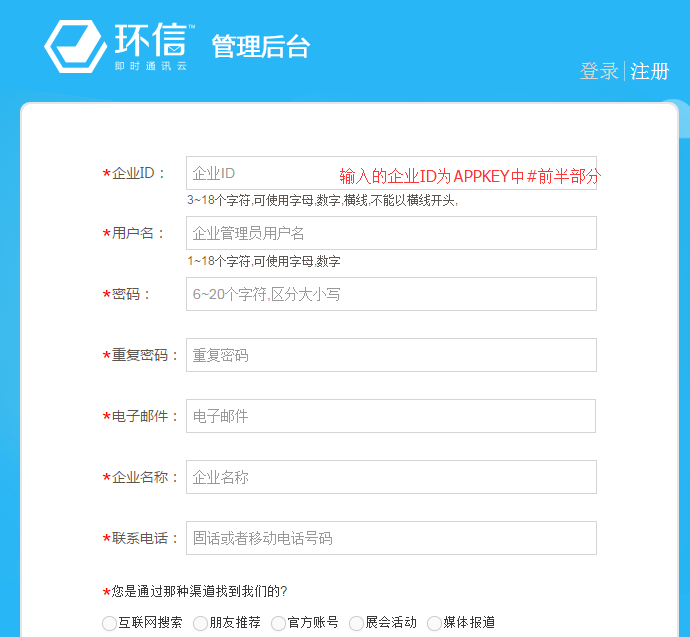 环信™ 管理后台
即时通讯云
登录|注册
*企业ID： 企业ID 输入的企业ID为APPKEY中#前半部分
3~18个字符,可使用字母,数字,横线,不能以横线开头,
*用户名： 企业管理员用户名
1~18个字符,可使用字母,数字
*密码： 6~20个字符,区分大小写
*重复密码： 重复密码
*电子邮件： 电子邮件
*企业名称： 企业名称
*联系电话： 固话或者移动电话号码
*您是通过那种渠道找到我们的?
互联网搜索 朋友推荐 官方账号 展会活动 媒体报道